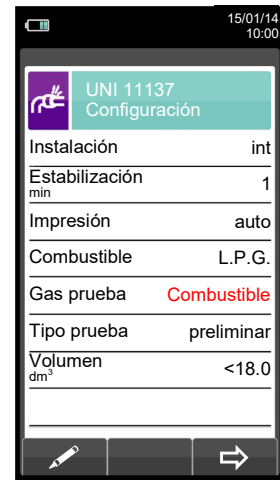 15/01/14
10:00
UNI 11137
Configuración
Instalación int
Estabilización 1
min
Impresión auto
Combustible L.P.G.
Gas prueba Combustible
Tipo prueba preliminar
Volumen <18.0
dm³